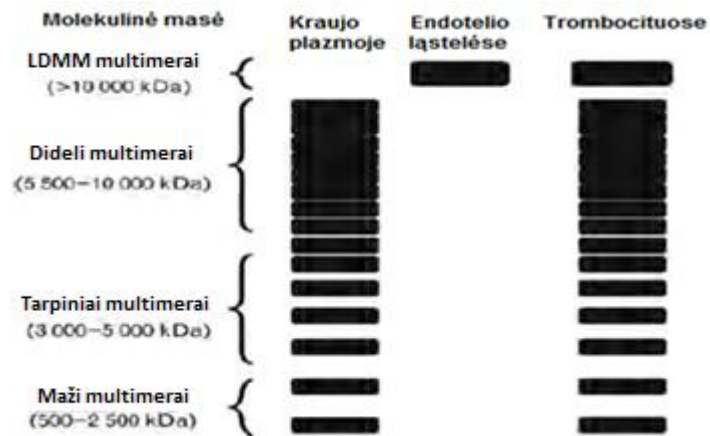 Molekulinė masė
Kraujo plazmoje
Endotelio ląstelėse
Trombocituose
LDMM multimerai
(>10 000 kDa)
Dideli multimerai
(5 500–10 000 kDa)
Tarpiniai multimerai
(3 000–5 000 kDa)
Maži multimerai
(500–2 500 kDa)